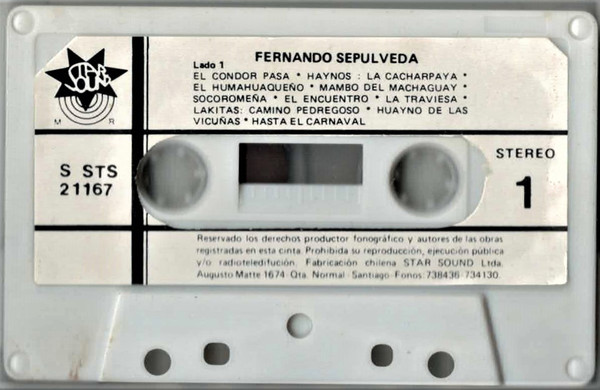 STAR
SOUND
M R
FERNANDO SEPULVEDA
Lado 1
EL CONDOR PASA * HAYNOS : LA CACHARPAYA *
EL HUMAHUAQUEÑO * MAMBO DEL MACHAGUAY *
SOCOROMEÑA * EL ENCUENTRO * LA TRAVIESA *
LAKITAS: CAMINO PEDREGOSO * HUAYNO DE LAS
VICUÑAS * HASTA EL CARNAVAL
S STS
21167
STEREO
1
Reservado los derechos productor fonográfico y autores de las obras
registradas en esta cinta. Prohibida su reproducción, ejecución pública
y/o radioteledifución. Fabricación chilena STAR SOUND Ltda.
Augusto Matte 1674 - Qta. Normal - Santiago - Fonos: 738436 - 734130.